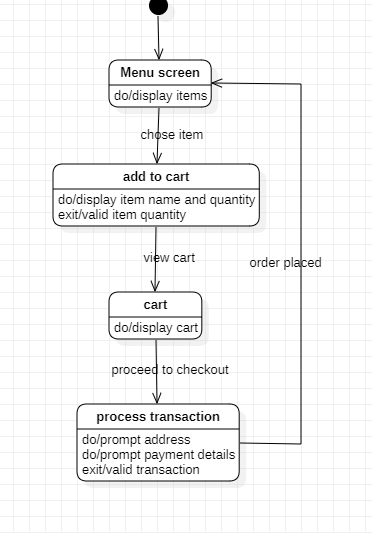 Menu screen
do/display items
chose item
add to cart
do/display item name and quantity
exit/valid item quantity
view cart
order placed
cart
do/display cart
proceed to checkout
process transaction
do/prompt address
do/prompt payment details
exit/valid transaction